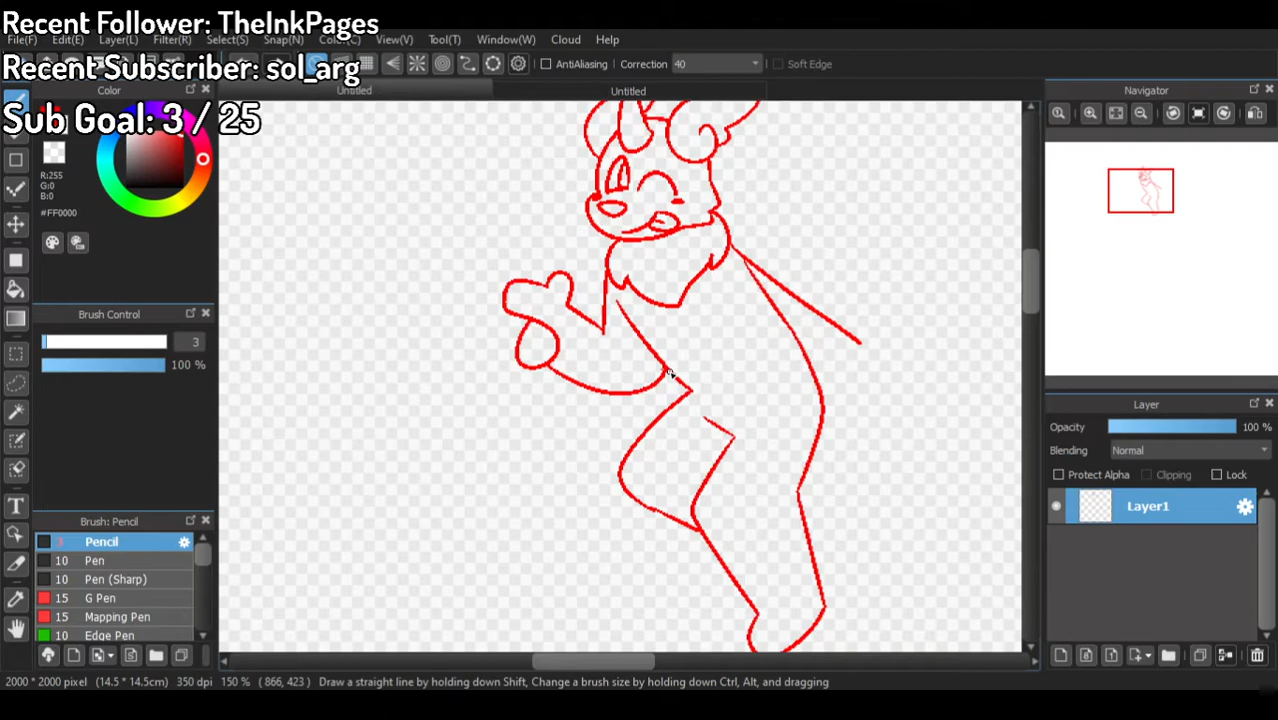 Recent Follower: TheInkPages
File(F) Edit(E) Layer(L) Filter(R) Select(S) Snap(N) Color(C) View(V) Tool(T) Window(W) Cloud Help
Recent Subscriber: sol_arg
AntiAliasing Correction 40 Soft Edge
Sub Goal: 3 / 25
Color
Untitled Untitled
Navigator
R:255
G:0
B:0
#FF0000
Brush Control
3
100 %
Layer
Opacity 100 %
Blending Normal
Protect Alpha Clipping Lock
Layer1
Brush: Pencil
3 Pencil
10 Pen
10 Pen (Sharp)
15 G Pen
15 Mapping Pen
10 Edge Pen
2000 * 2000 pixel (14.5 * 14.5cm) 350 dpi 150 % ( 866, 423 ) Draw a straight line by holding down Shift, Change a brush size by holding down Ctrl, Alt, and dragging